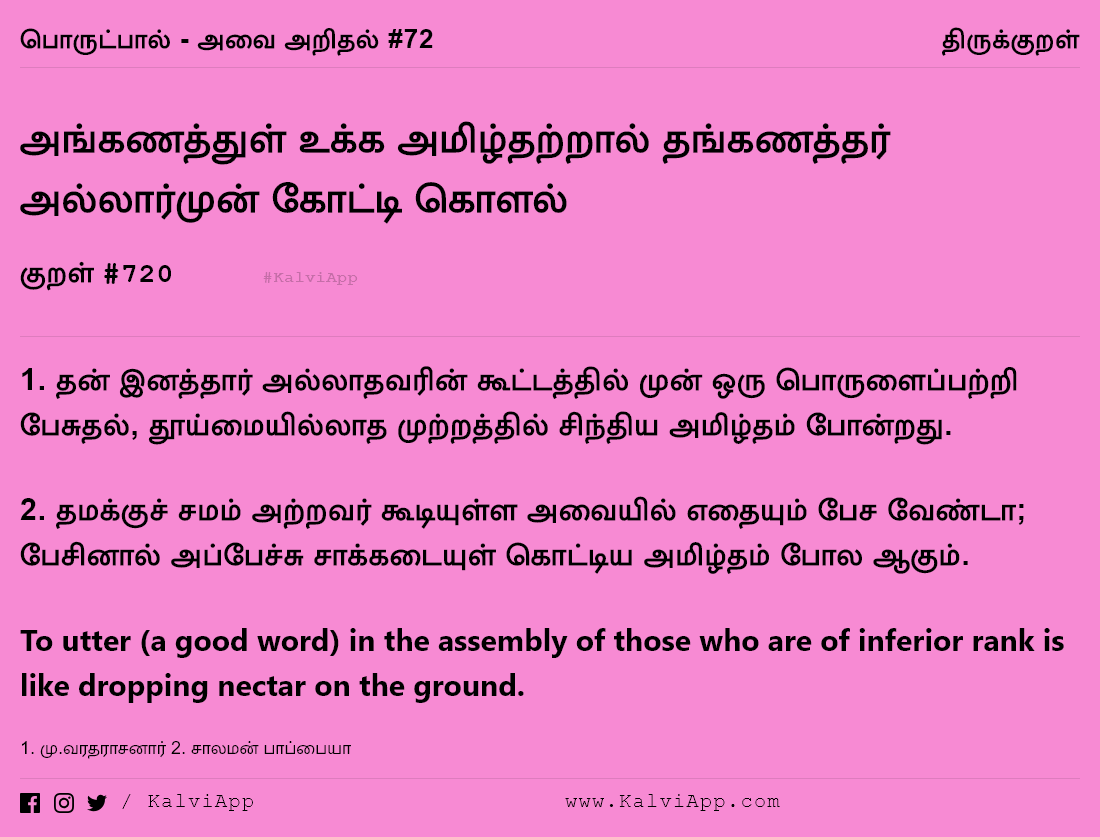 பொருட்பால் - அவை அறிதல் #72 திருக்குறள்
அங்கணத்துள் உக்க அமிழ்தற்றால் தங்கணத்தர்
அல்லார்முன் கோட்டி கொளல்
குறள் #720 #KalviApp
1. தன் இனத்தார் அல்லாதவரின் கூட்டத்தில் முன் ஒரு பொருளைப்பற்றி
பேசுதல், தூய்மையில்லாத முற்றத்தில் சிந்திய அமிழ்தம் போன்றது.
2. தமக்குச் சமம் அற்றவர் கூடியுள்ள அவையில் எதையும் பேச வேண்டா;
பேசினால் அப்பேச்சு சாக்கடையுள் கொட்டிய அமிழ்தம் போல ஆகும்.
To utter (a good word) in the assembly of those who are of inferior rank is
like dropping nectar on the ground.
1. மு.வரதராசனார் 2. சாலமன் பாப்பையா
/ KalviApp www.KalviApp.com